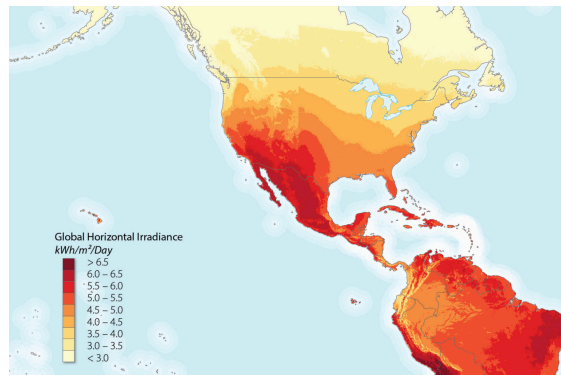 Global Horizontal Irradiance
kWh/m²/Day
> 6.5
6.0 – 6.5
5.5 – 6.0
5.0 – 5.5
4.5 – 5.0
4.0 – 4.5
3.5 – 4.0
3.0 – 3.5
< 3.0